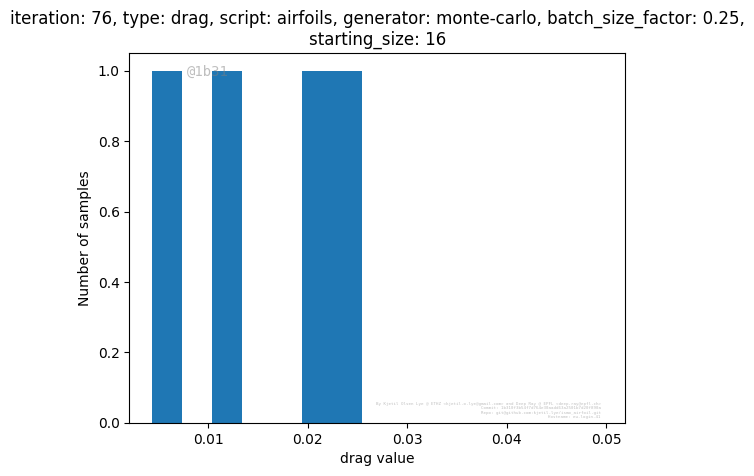 iteration: 76, type: drag, script: airfoils, generator: monte-carlo, batch_size_factor: 0.25,
starting_size: 16
@1b31
1.0
0.8
0.6
0.4
0.2
0.0
Number of samples
0.01
0.02
0.03
0.04
0.05
drag value